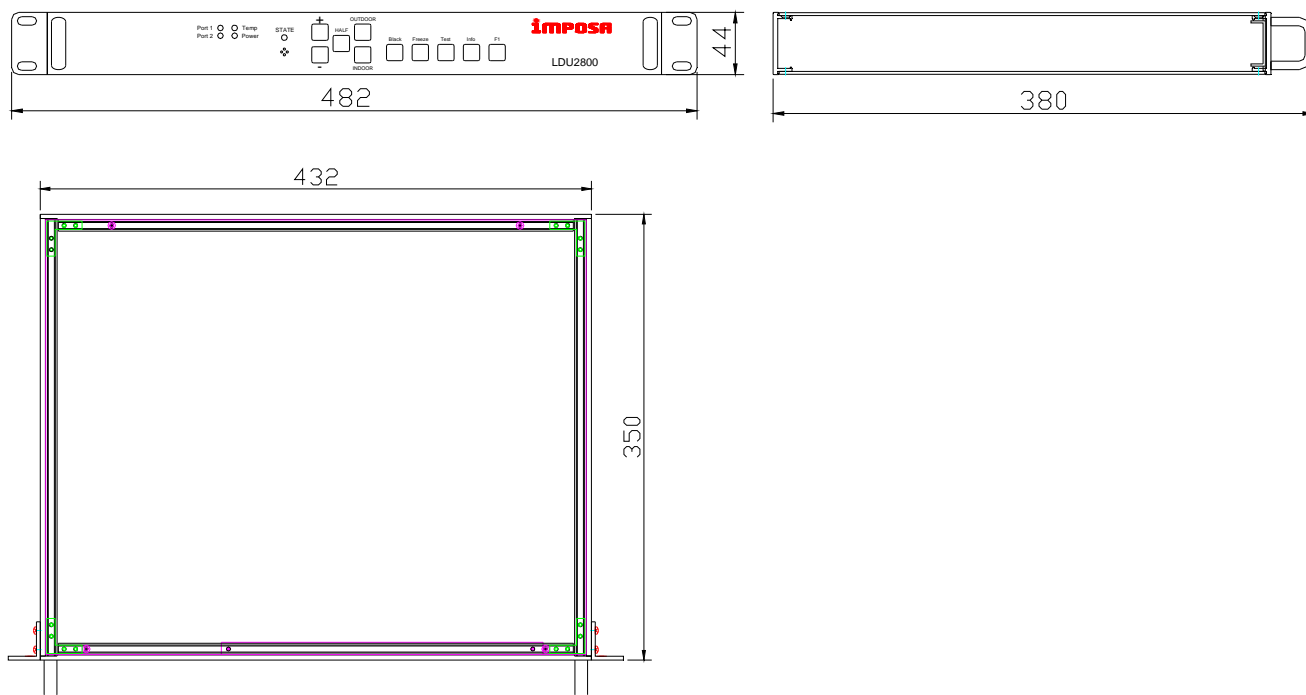 Port 1 Temp
Port 2 Power
STATE
+
-
HALF
OUTDOOR
INDOOR
Black Freeze Test Info F1
imposa
LDU2800
44
482
380
432
350